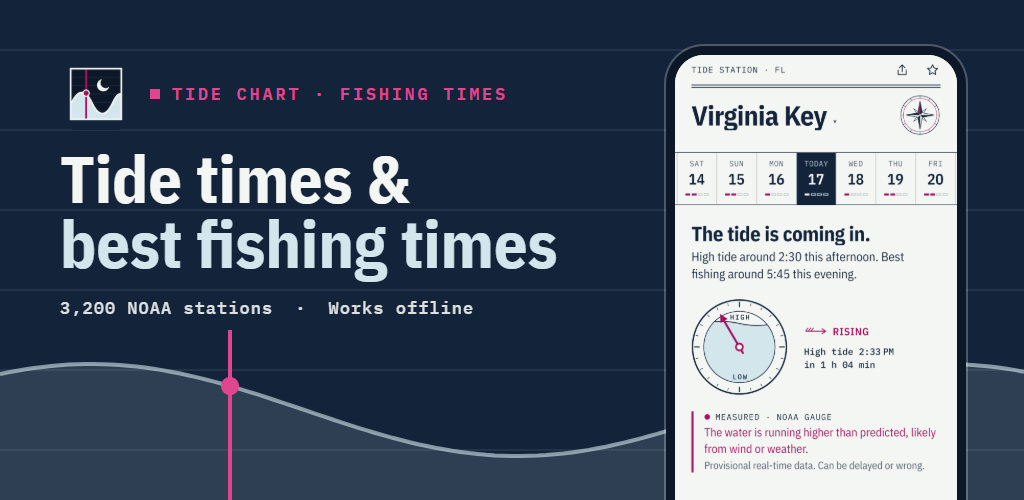 TIDE CHART · FISHING TIMES
Tide times &
best fishing times
3,200 NOAA stations · Works offline
TIDE STATION · FL
Virginia Key
SAT SUN MON TODAY WED THU FRI
14 15 16 17 18 19 20
The tide is coming in.
High tide around 2:30 this afternoon. Best
fishing around 5:45 this evening.
HIGH
LOW
RISING
High tide 2:33 PM
in 1 h 04 min
MEASURED · NOAA GAUGE
The water is running higher than predicted, likely
from wind or weather.
Provisional real-time data. Can be delayed or wrong.